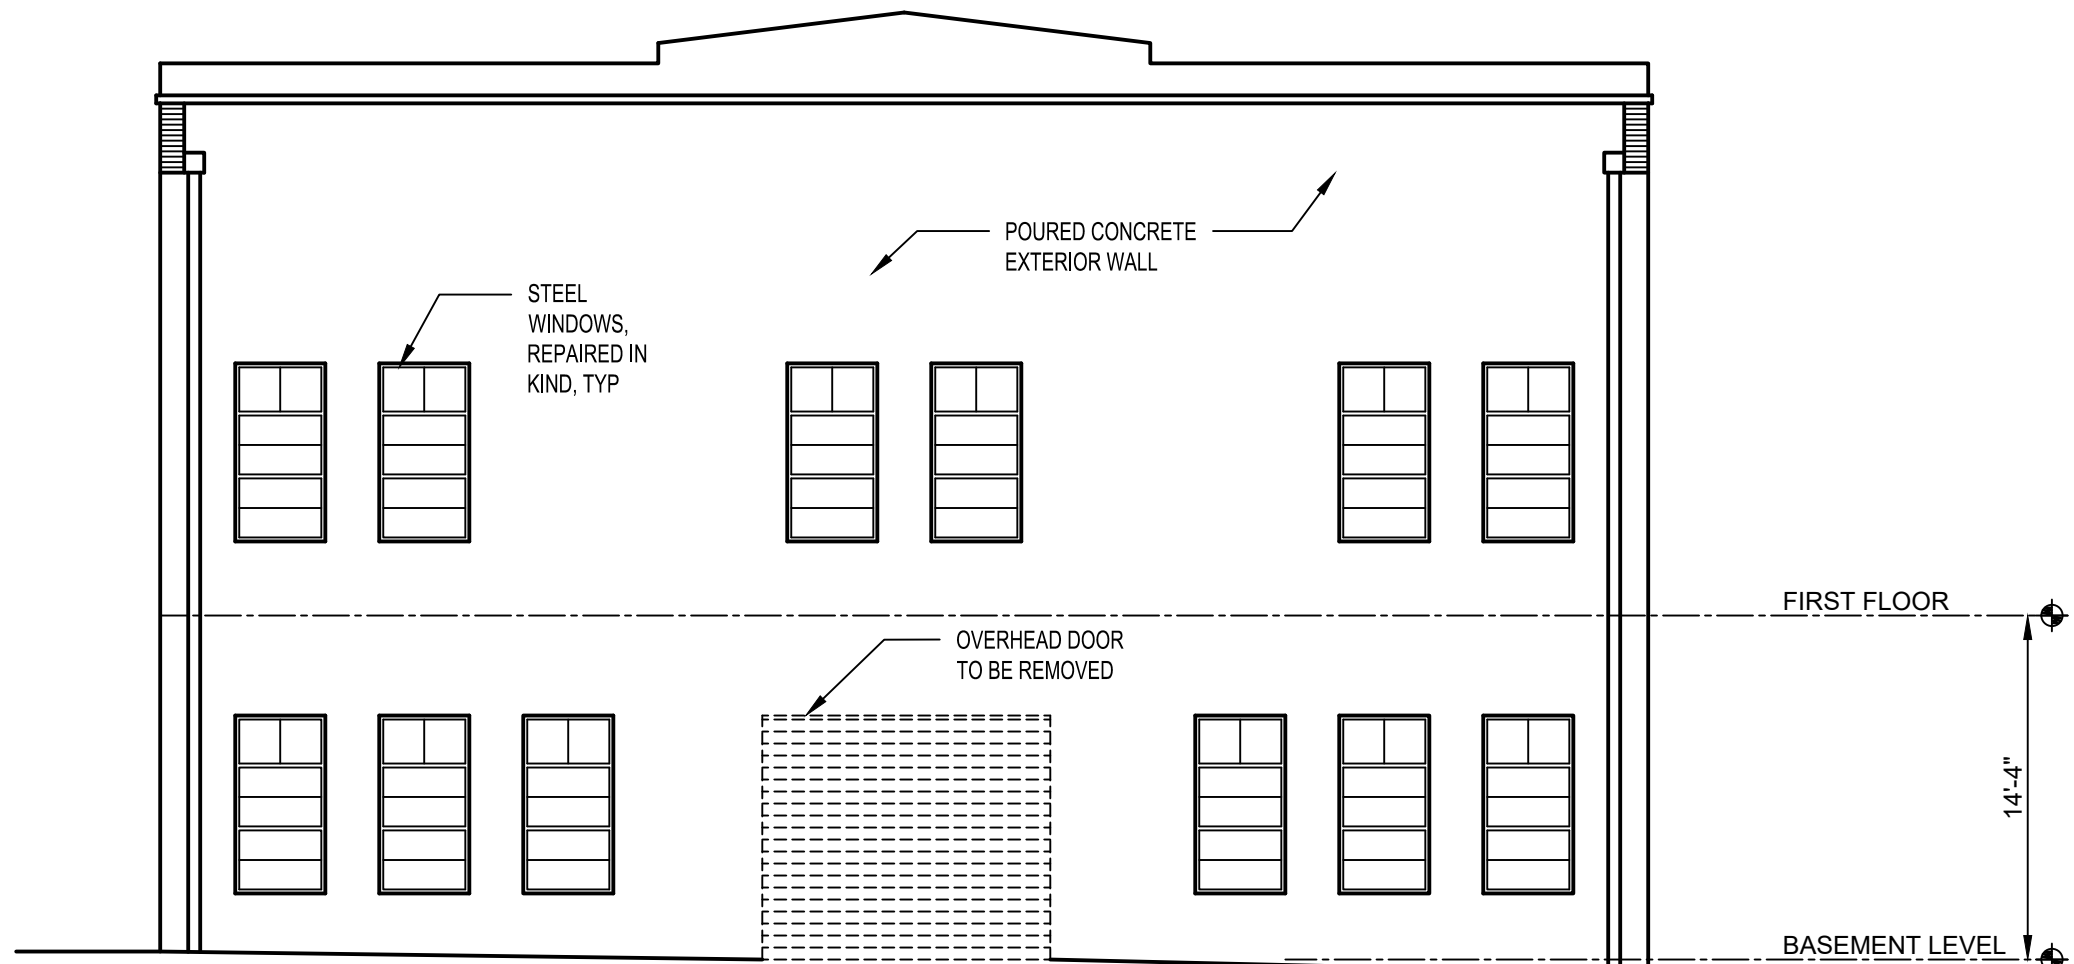 POURED CONCRETE
EXTERIOR WALL
STEEL
WINDOWS,
REPAIRED IN
KIND, TYP
FIRST FLOOR
OVERHEAD DOOR
TO BE REMOVED
14'-4"
BASEMENT LEVEL